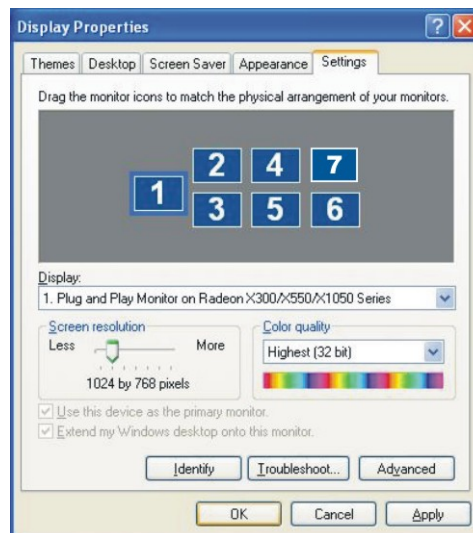 Display Properties
Themes Desktop Screen Saver Appearance Settings
Drag the monitor icons to match the physical arrangement of your monitors.
2 4 7
1
3 5 6
Display:
1. Plug and Play Monitor on Radeon X300/X550/X1050 Series
Screen resolution
Less More
1024 by 768 pixels
Color quality
Highest (32 bit)
Use this device as the primary monitor.
Extend my Windows desktop onto this monitor.
Identify Troubleshoot... Advanced
OK Cancel Apply